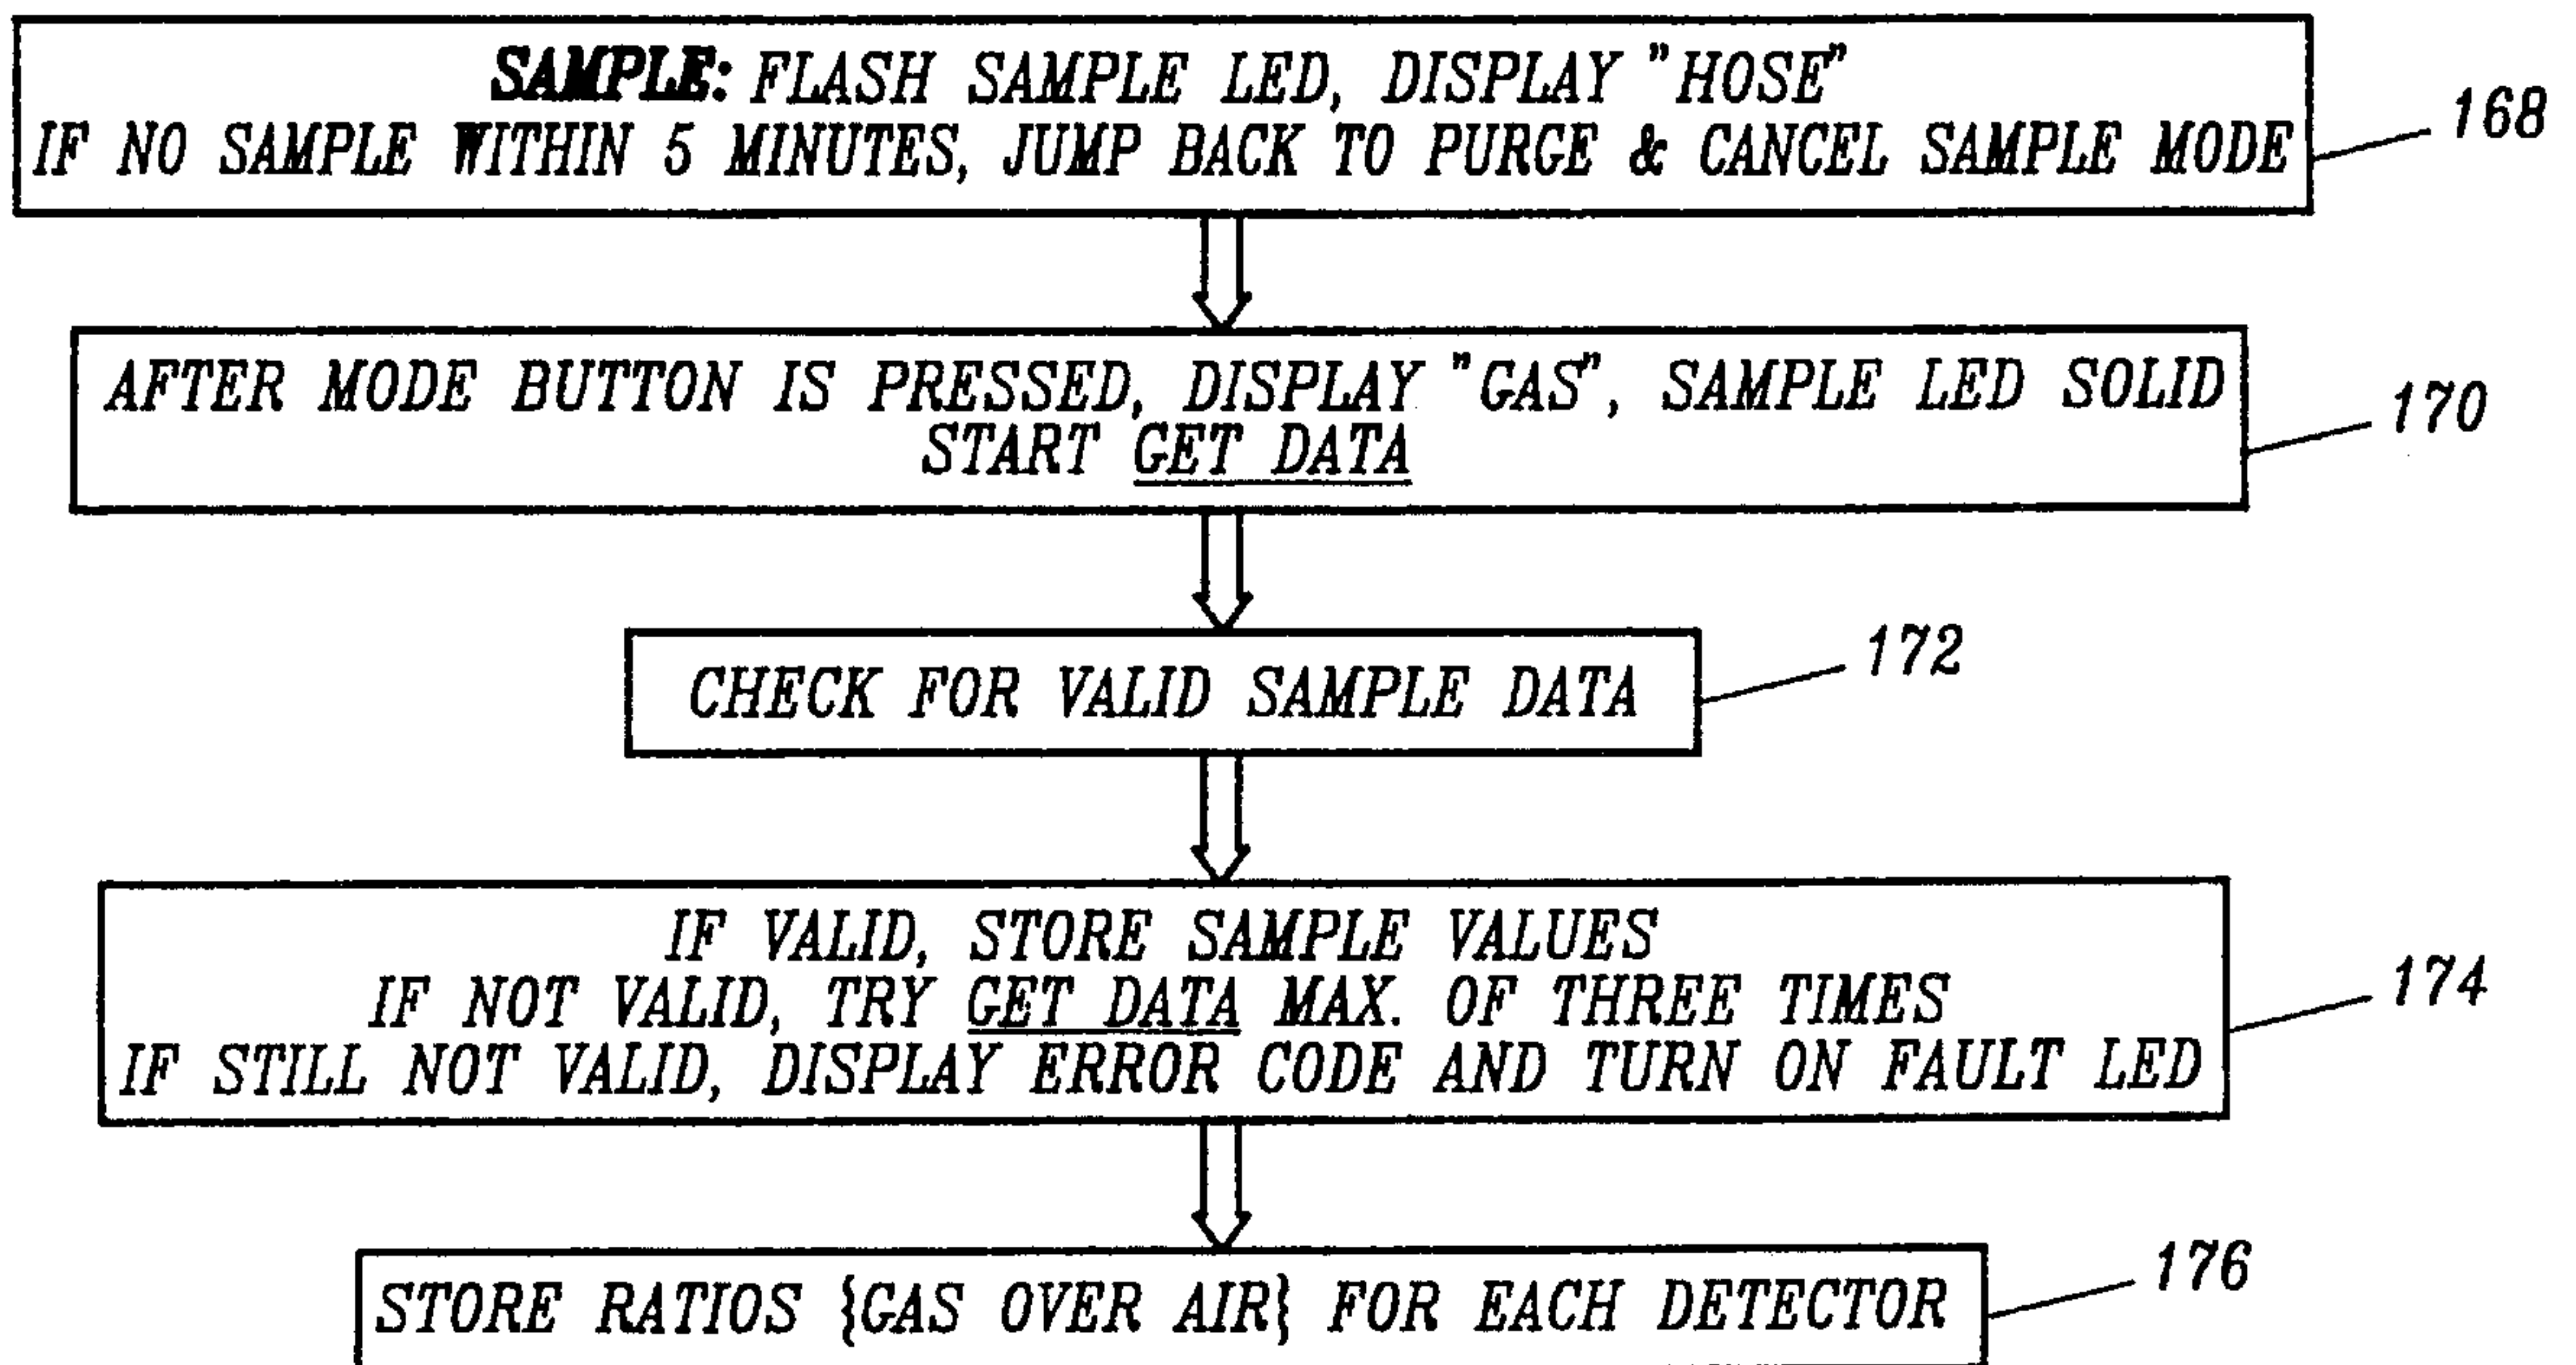 SAMPLE: FLASH SAMPLE LED, DISPLAY "HOSE"
IF NO SAMPLE WITHIN 5 MINUTES, JUMP BACK TO PURGE & CANCEL SAMPLE MODE
168
AFTER MODE BUTTON IS PRESSED, DISPLAY "GAS", SAMPLE LED SOLID
START GET DATA
170
CHECK FOR VALID SAMPLE DATA
172
IF VALID, STORE SAMPLE VALUES
IF NOT VALID, TRY GET DATA MAX. OF THREE TIMES
IF STILL NOT VALID, DISPLAY ERROR CODE AND TURN ON FAULT LED
174
STORE RATIOS {GAS OVER AIR} FOR EACH DETECTOR
176